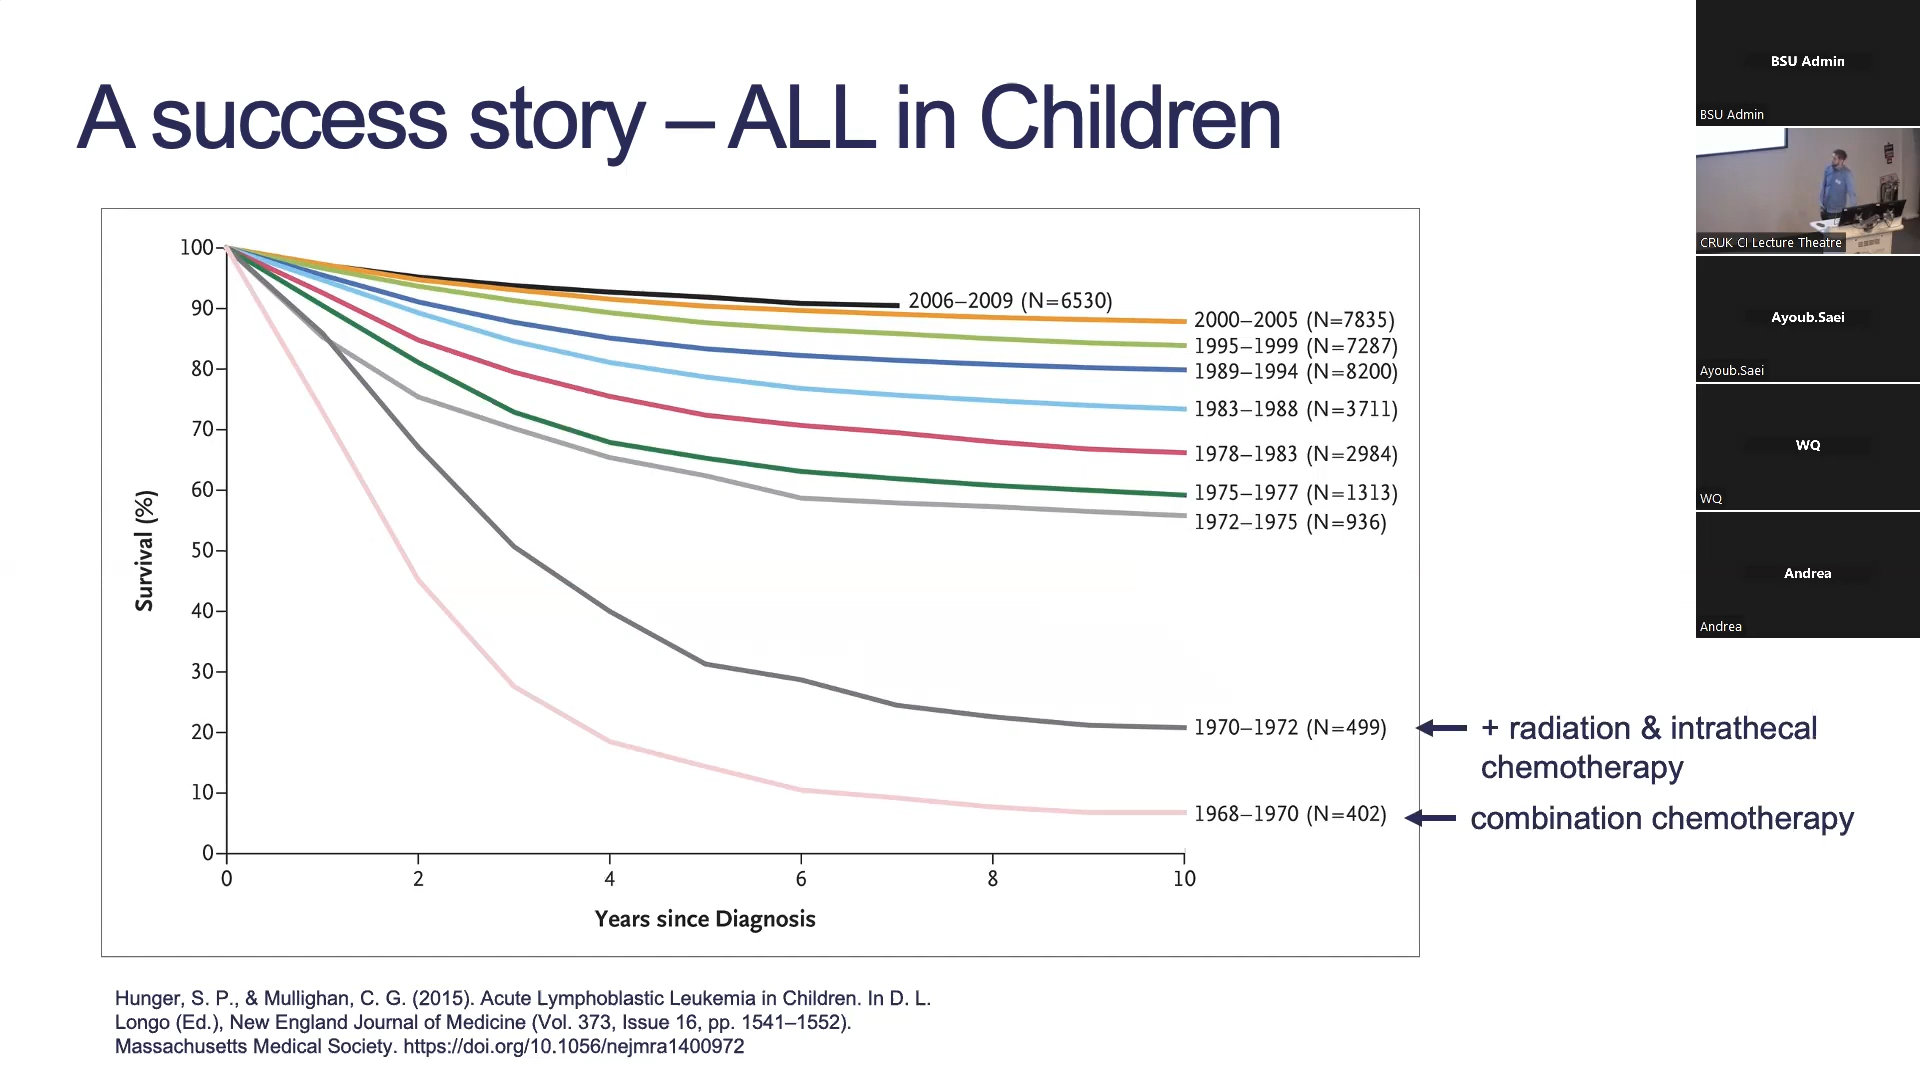 A success story – ALL in Children
100
90
80
70
60
50
40
30
20
10
0
Survival (%)
0 2 4 6 8 10
Years since Diagnosis
2006–2009 (N=6530)
2000–2005 (N=7835)
1995–1999 (N=7287)
1989–1994 (N=8200)
1983–1988 (N=3711)
1978–1983 (N=2984)
1975–1977 (N=1313)
1972–1975 (N=936)
1970–1972 (N=499)
1968–1970 (N=402)
+ radiation & intrathecal
chemotherapy
combination chemotherapy
Hunger, S. P., & Mullighan, C. G. (2015). Acute Lymphoblastic Leukemia in Children. In D. L.
Longo (Ed.), New England Journal of Medicine (Vol. 373, Issue 16, pp. 1541–1552).
Massachusetts Medical Society. https://doi.org/10.1056/nejmra1400972
BSU Admin
BSU Admin
CRUK CI Lecture Theatre
Ayoub.Saei
Ayoub.Saei
WQ
WQ
Andrea
Andrea